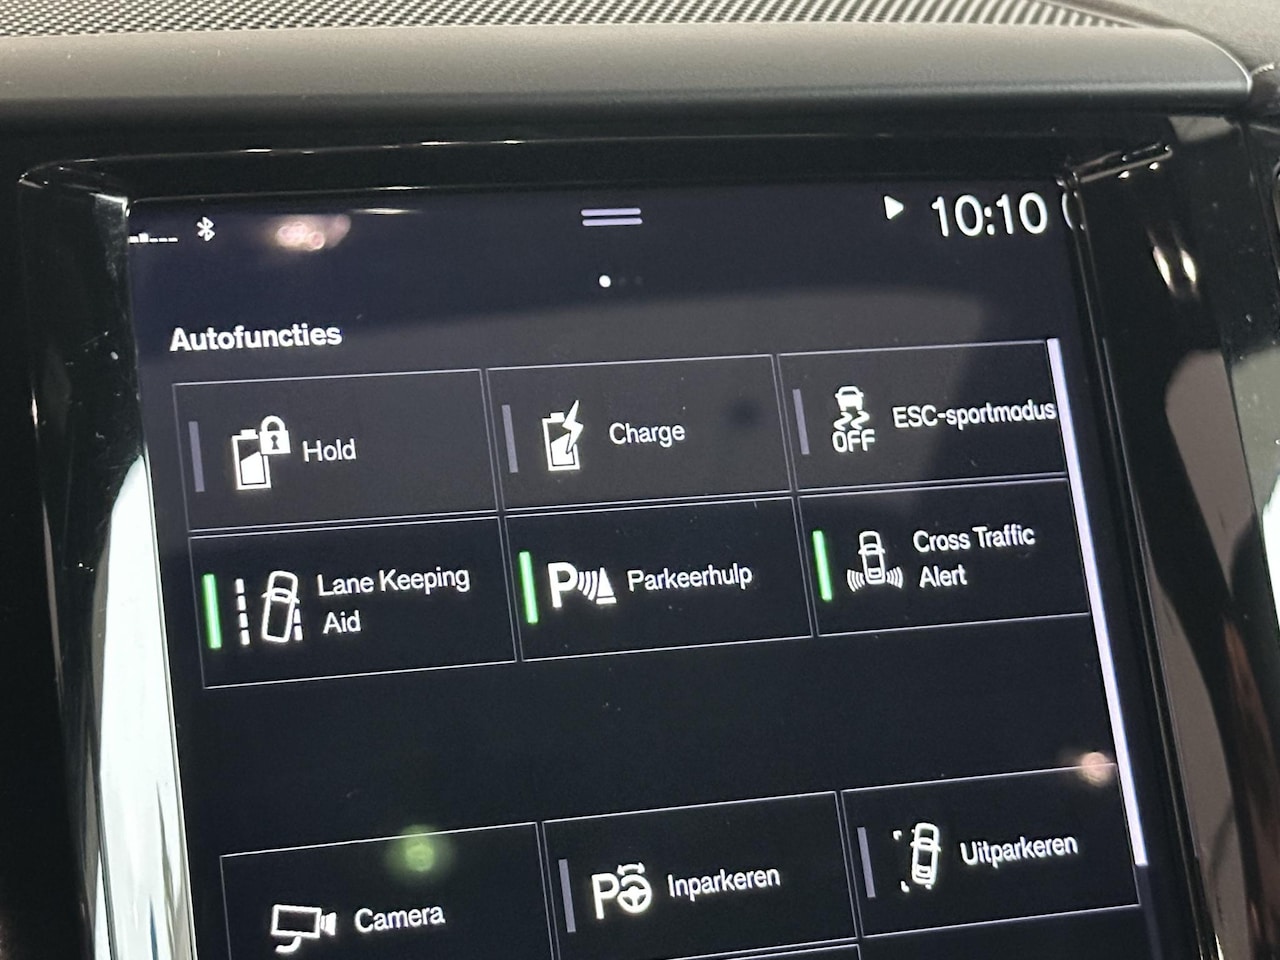 10:10
Autofuncties
Hold
Charge
OFF
ESC-sportmodus
Lane Keeping
Aid
P
Parkeerhulp
Cross Traffic
Alert
Camera
P
Inparkeren
Uitparkeren